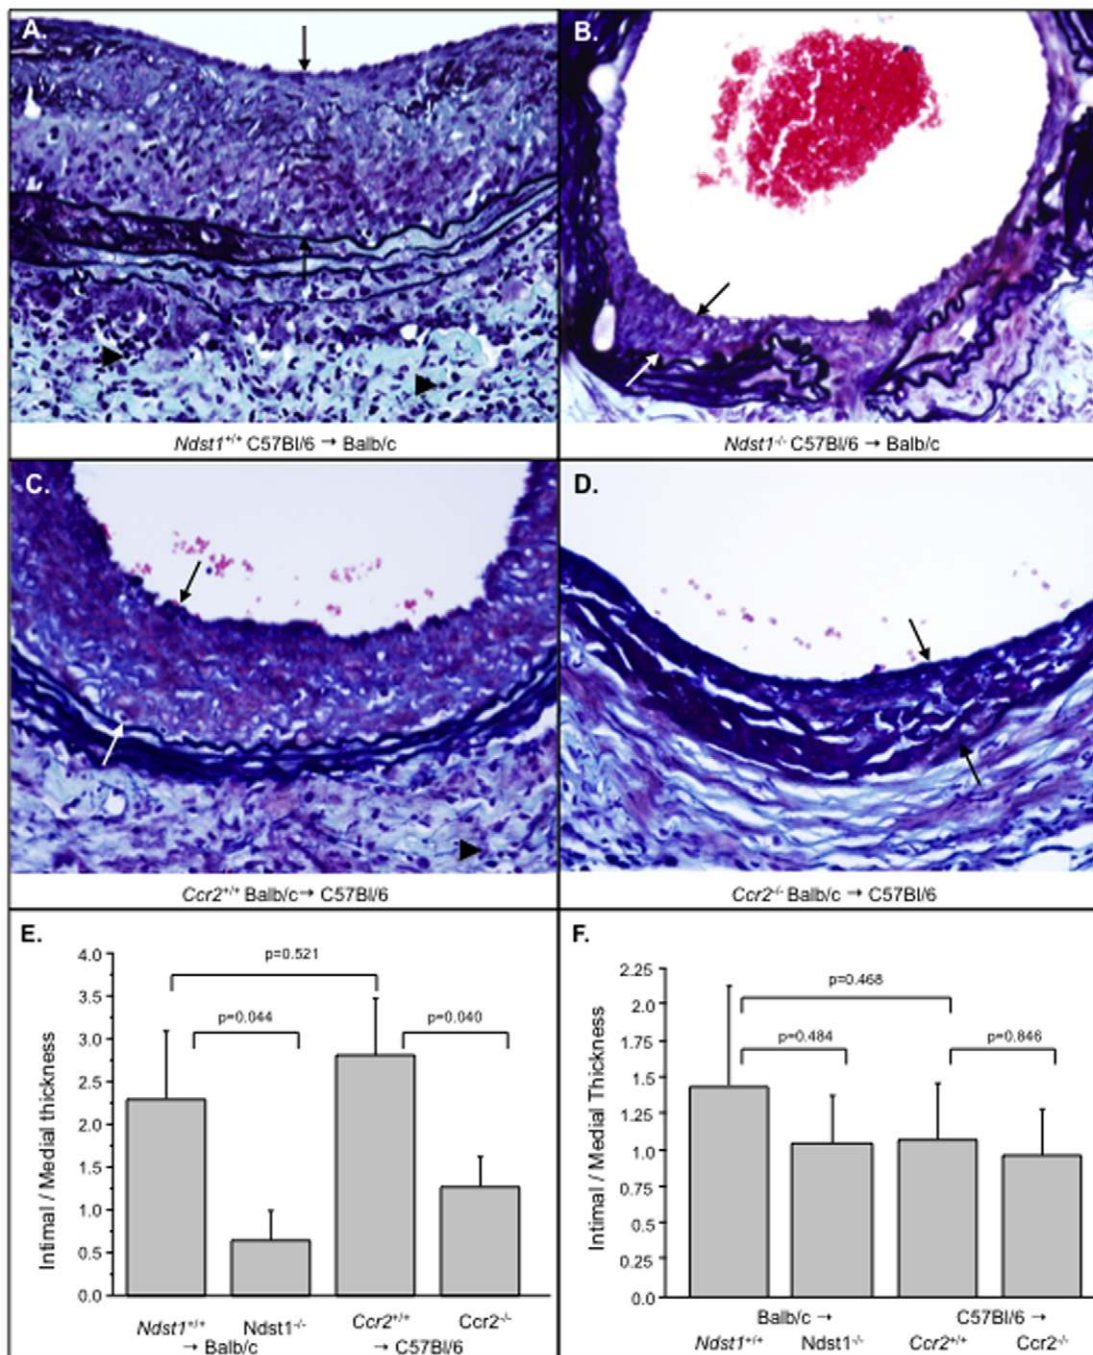 A.
B.
Ndst1+/+ C57Bl/6 → Balb/c
Ndst1-/- C57Bl/6 → Balb/c
C.
D.
Ccr2+/+ Balb/c → C57Bl/6
Ccr2-/- Balb/c → C57Bl/6
E.
Intimal / Medial thickness
4.0
3.5
3.0
2.5
2.0
1.5
1.0
0.5
0.0
p=0.521
p=0.044
p=0.040
Ndst1+/+ Ndst1-/- Ccr2+/+ Ccr2-/-
→ Balb/c → C57Bl/6
F.
Intimal / Medial Thickness
2.25
2.0
1.75
1.5
1.25
1.0
0.75
0.5
0.25
0.0
p=0.468
p=0.484
p=0.846
Balb/c → C57Bl/6 →
Ndst1+/+ Ndst1-/- Ccr2+/+ Ccr2-/-